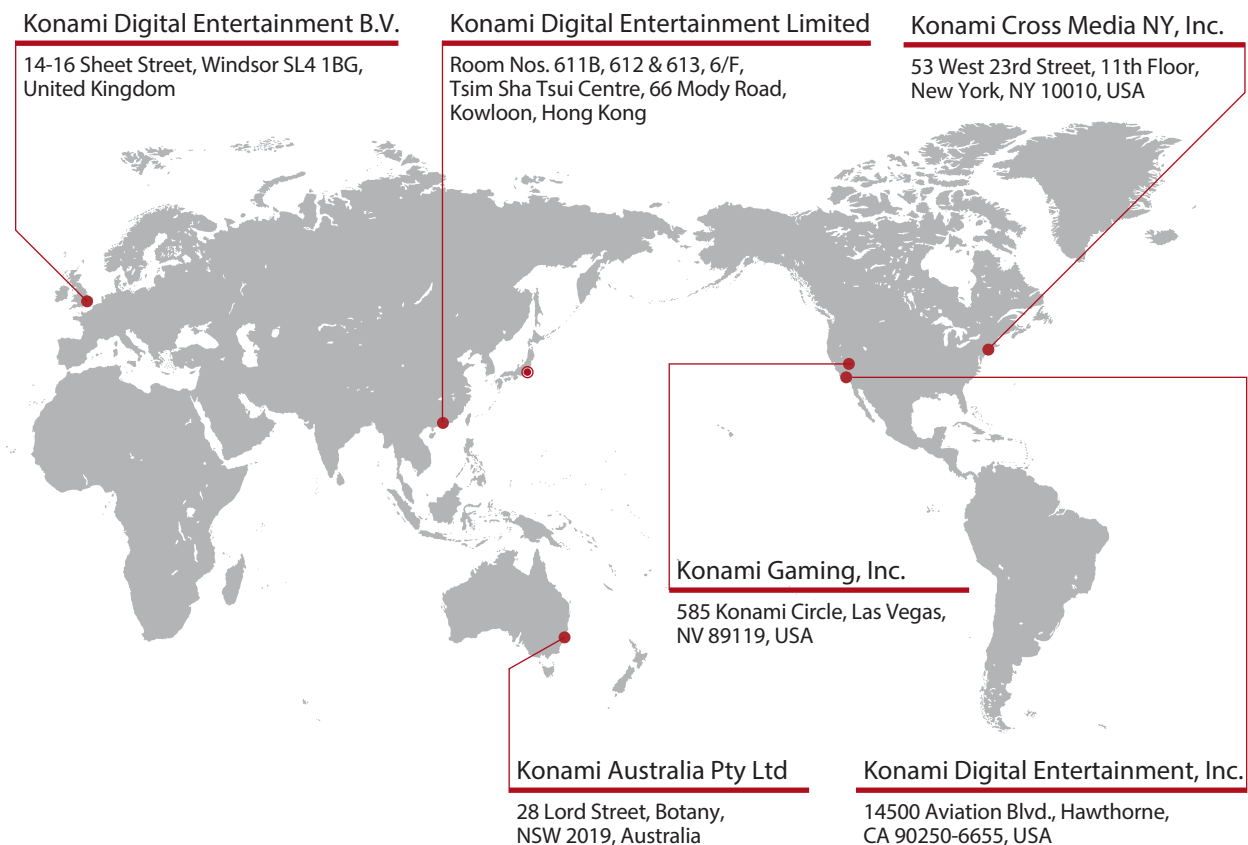 Konami Digital Entertainment B.V.
14-16 Sheet Street, Windsor SL4 1BG,
United Kingdom
Konami Digital Entertainment Limited
Room Nos. 611B, 612 & 613, 6/F,
Tsim Sha Tsui Centre, 66 Mody Road,
Kowloon, Hong Kong
Konami Cross Media NY, Inc.
53 West 23rd Street, 11th Floor,
New York, NY 10010, USA
Konami Gaming, Inc.
585 Konami Circle, Las Vegas,
NV 89119, USA
Konami Australia Pty Ltd
28 Lord Street, Botany,
NSW 2019, Australia
Konami Digital Entertainment, Inc.
14500 Aviation Blvd., Hawthorne,
CA 90250-6655, USA